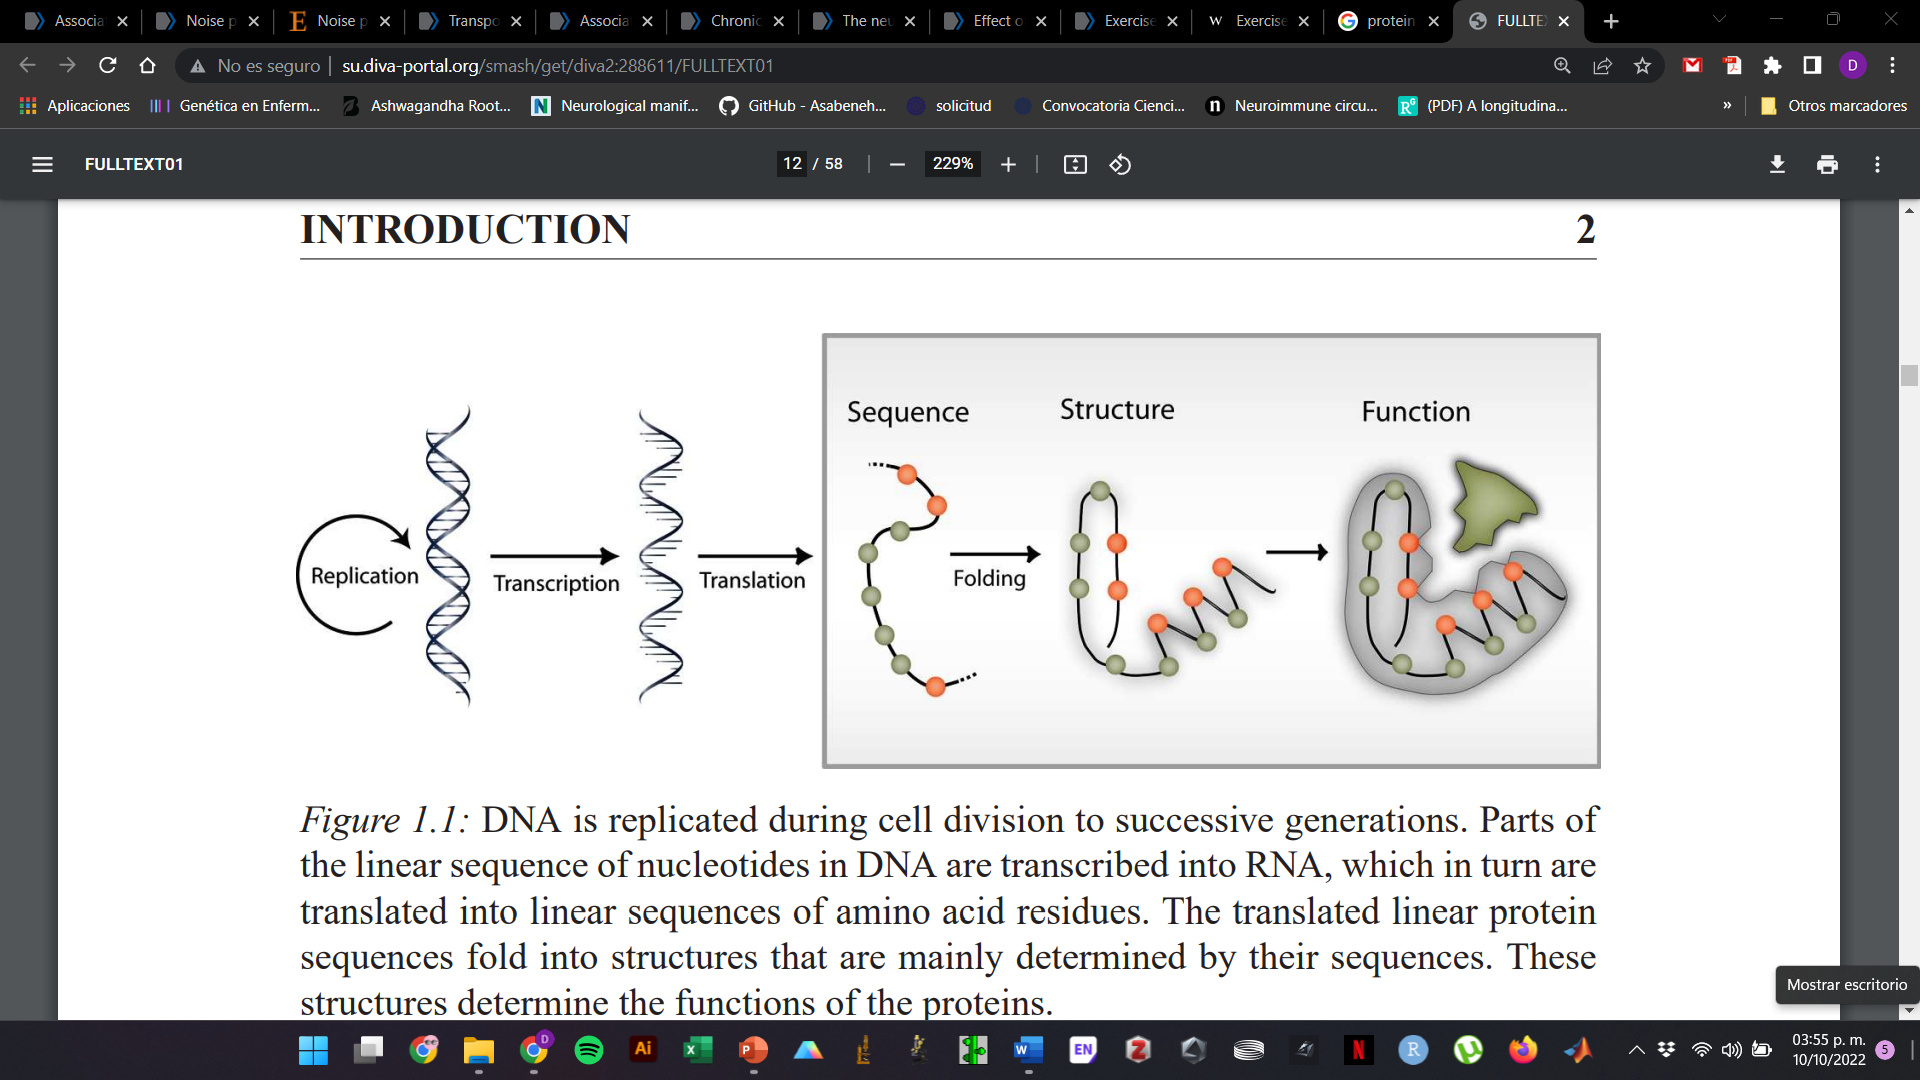 Associa
Noise p
Noise p
Transpo
Associa
Chronic
The neu
Effect o
Exercise
W Exercise
protein
FULLTE
No es seguro | su.diva-portal.org/smash/get/diva2:288611/FULLTEXT01
D
Aplicaciones
Genética en Enferm...
Ashwagandha Root...
Neurological manif...
GitHub - Asabeneh...
solicitud
Convocatoria Cienci...
Neuroimmune circu...
(PDF) A longitudina...
»
Otros marcadores
FULLTEXT01
12 / 58
229%
INTRODUCTION 2
Sequence Structure Function
Replication
Transcription
Translation
Folding
Figure 1.1: DNA is replicated during cell division to successive generations. Parts of
the linear sequence of nucleotides in DNA are transcribed into RNA, which in turn are
translated into linear sequences of amino acid residues. The translated linear protein
sequences fold into structures that are mainly determined by their sequences. These
structures determine the functions of the proteins.
Mostrar escritorio
03:55 p. m.
10/10/2022
5